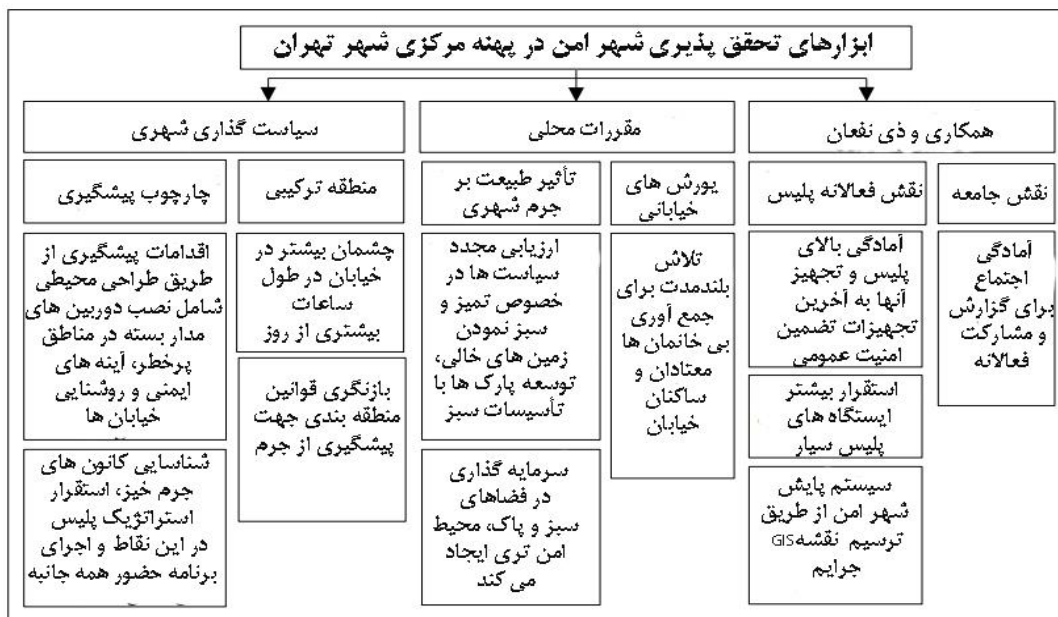 ابزارهای تحقق پذیری شهر امن در پهنه مرکزی شهر تهران
همکاری و ذی نفعان
نقش جامعه
آمادگی
اجتماع
برای گزارش
و مشارکت
فعالانه
نقش فعالانه پلیس
آمادگی بالای
پلیس و تجهیز
آنها به آخرین
تجهیزات تضمین
امنیت عمومی
استقرار بیشتر
ایستگاه های
پلیس سیار
سیستم پایش
شهر امن از طریق
ترسیم نقشه GIS
جرایم
مقررات محلی
یورش های
خیابانی
تلاش
بلندمدت برای
جمع آوری
بی خانمان ها
معتادان و
ساکنان
خیابان
تأثیر طبیعت بر
جرم شهری
ارزیابی مجدد
سیاست ها در
خصوص تمیز و
سبز نمودن
زمین های خالی،
توسعه پارک ها با
تأسیسات سبز
سرمایه گذاری
در فضاهای
سبز و پاک، محیط
امن تری ایجاد
می کند
سیاست گذاری شهری
منطقه ترکیبی
چشمان بیشتر در
خیابان در طول
ساعات
بیشتری از روز
بازنگری قوانین
منطقه بندی جهت
پیشگیری از جرم
چارچوب پیشگیری
اقدامات پیشگیری از
طریق طراحی محیطی
شامل نصب دوربین های
مدار بسته در مناطق
پرخطر، آینه های
ایمنی و روشنایی
خیابان ها
شناسایی کانون های
جرم خیز، استقرار
استراتژیک پلیس
در این نقاط و اجرای
برنامه حضور همه جانبه